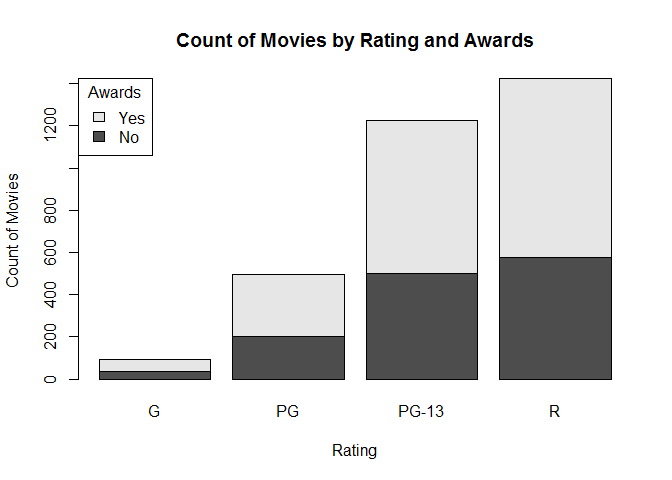 Count of Movies by Rating and Awards
Awards
Yes
No
Count of Movies
1200
800
600
400
200
0
G PG PG-13 R
Rating